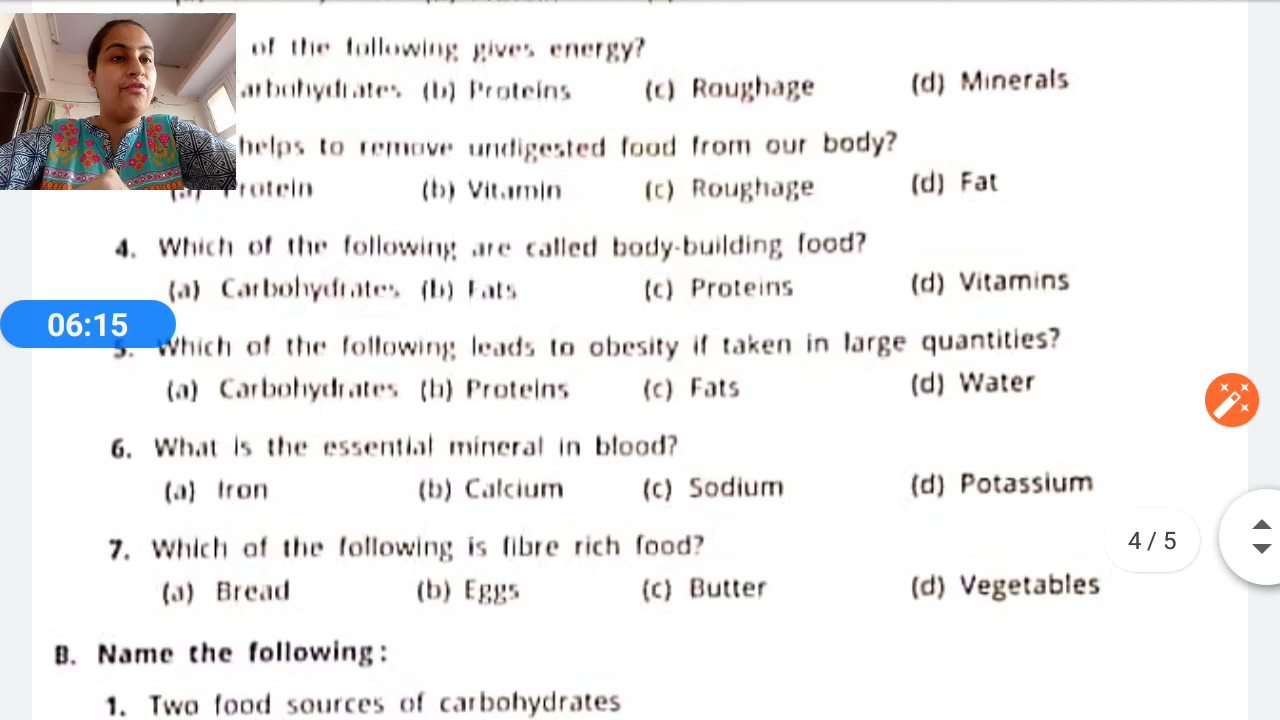 of the following gives energy?
arbohydrates (b) Proteins (c) Roughage (d) Minerals
helps to remove undigested food from our body?
(a) Protein (b) Vitamin (c) Roughage (d) Fat
4. Which of the following are called body-building food?
(a) Carbohydrates (b) Fats (c) Proteins (d) Vitamins
06:15
5. Which of the following leads to obesity if taken in large quantities?
(a) Carbohydrates (b) Proteins (c) Fats (d) Water
6. What is the essential mineral in blood?
(a) Iron (b) Calcium (c) Sodium (d) Potassium
7. Which of the following is fibre rich food?
4 / 5
(a) Bread (b) Eggs (c) Butter (d) Vegetables
B. Name the following:
1. Two food sources of carbohydrates